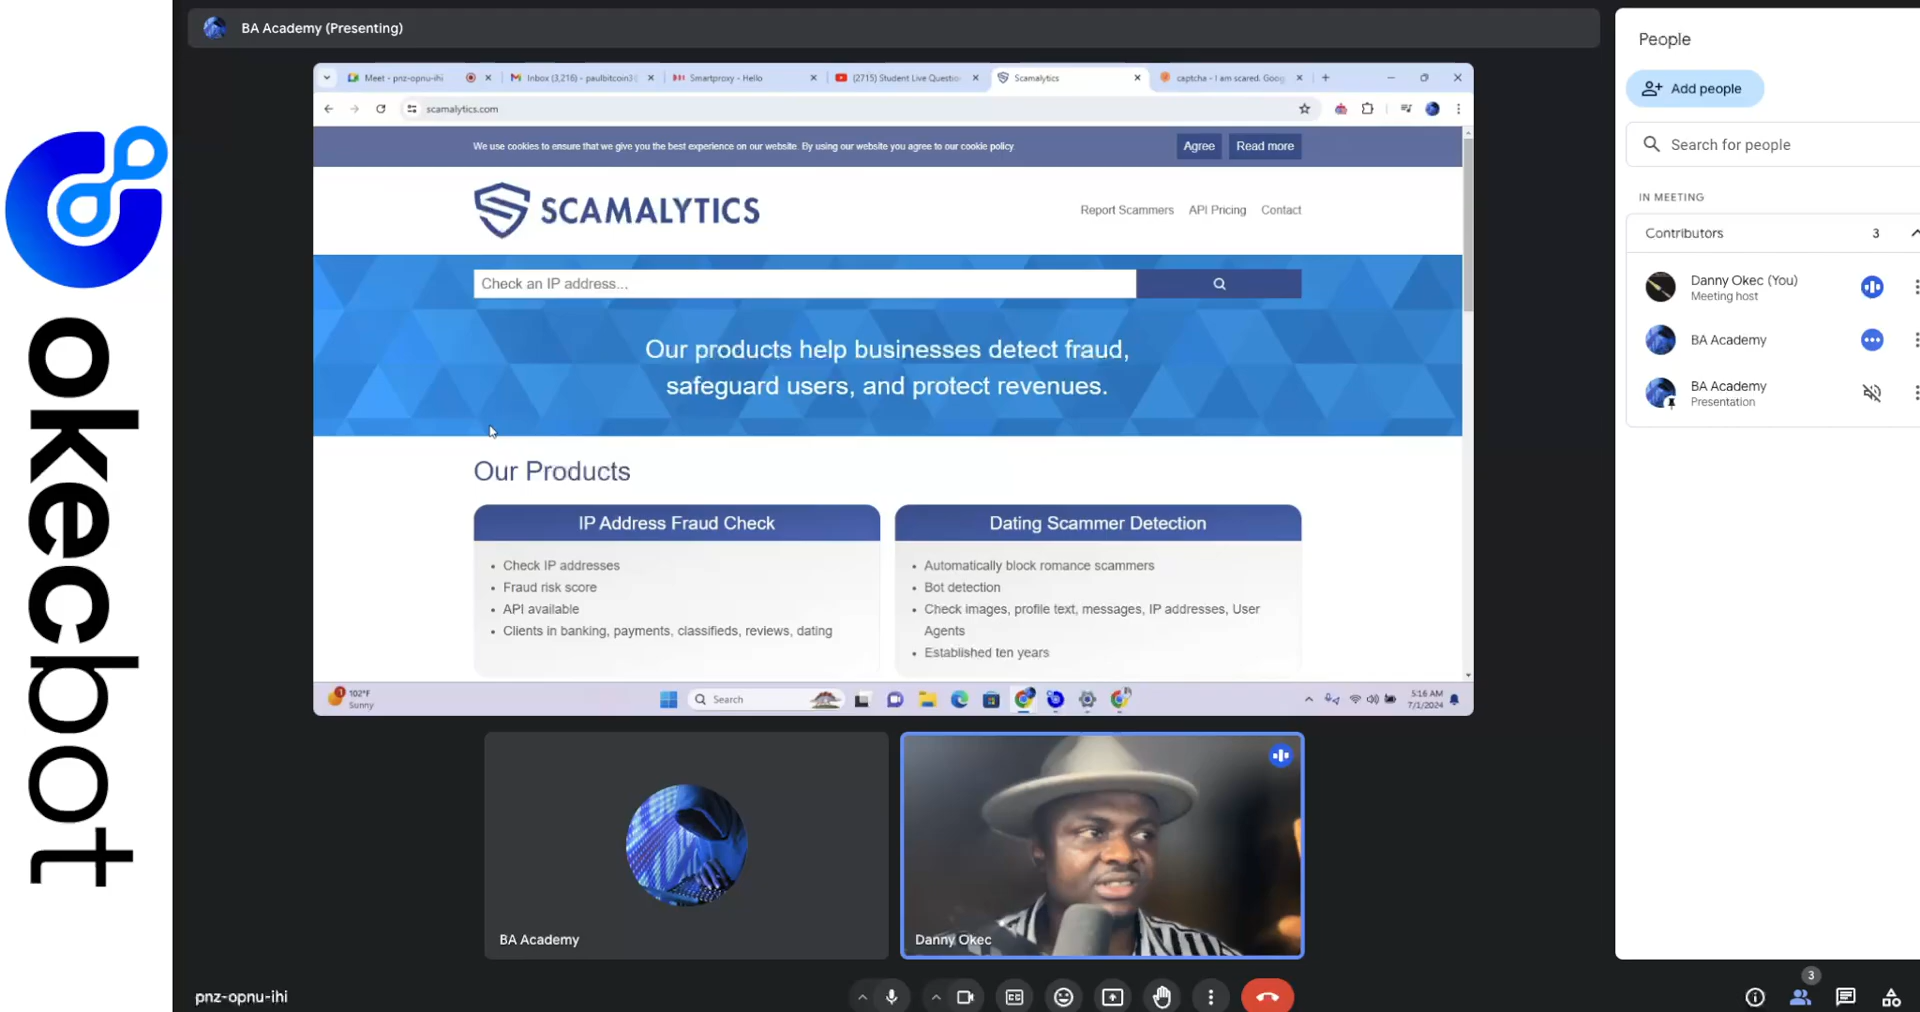 okecbot
BA Academy (Presenting)
Meet - pnz-opnu-ihi
Inbox (3,216) - paulbitcoin3
Smartproxy - Hello
(2715) Student Live Questio
Scamalytics
captcha - I am scared. Goog
scamalytics.com
We use cookies to ensure that we give you the best experience on our website. By using our website you agree to our cookie policy
Agree
Read more
SCAMALYTICS
Report Scammers
API Pricing
Contact
Check an IP address...
Our products help businesses detect fraud,
safeguard users, and protect revenues.
Our Products
IP Address Fraud Check
• Check IP addresses
• Fraud risk score
• API available
• Clients in banking, payments, classifieds, reviews, dating
Dating Scammer Detection
• Automatically block romance scammers
• Bot detection
• Check images, profile text, messages, IP addresses, User
Agents
• Established ten years
1
102°F
Sunny
Search
5:16 AM
7/1/2024
BA Academy
Danny Okec
pnz-opnu-ihi
People
Add people
Search for people
IN MEETING
Contributors
3
Danny Okec (You)
Meeting host
BA Academy
BA Academy
Presentation
3